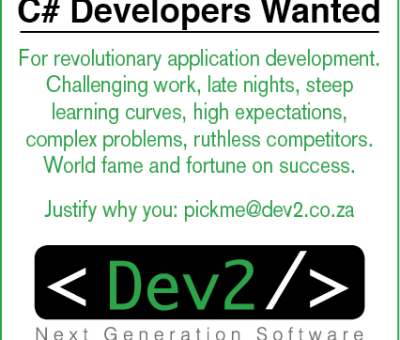 C# Developers Wanted
For revolutionary application development.
Challenging work, late nights, steep
learning curves, high expectations,
complex problems, ruthless competitors.
World fame and fortune on success.
Justify why you: pickme@dev2.co.za
< Dev2 />
Next Generation Software